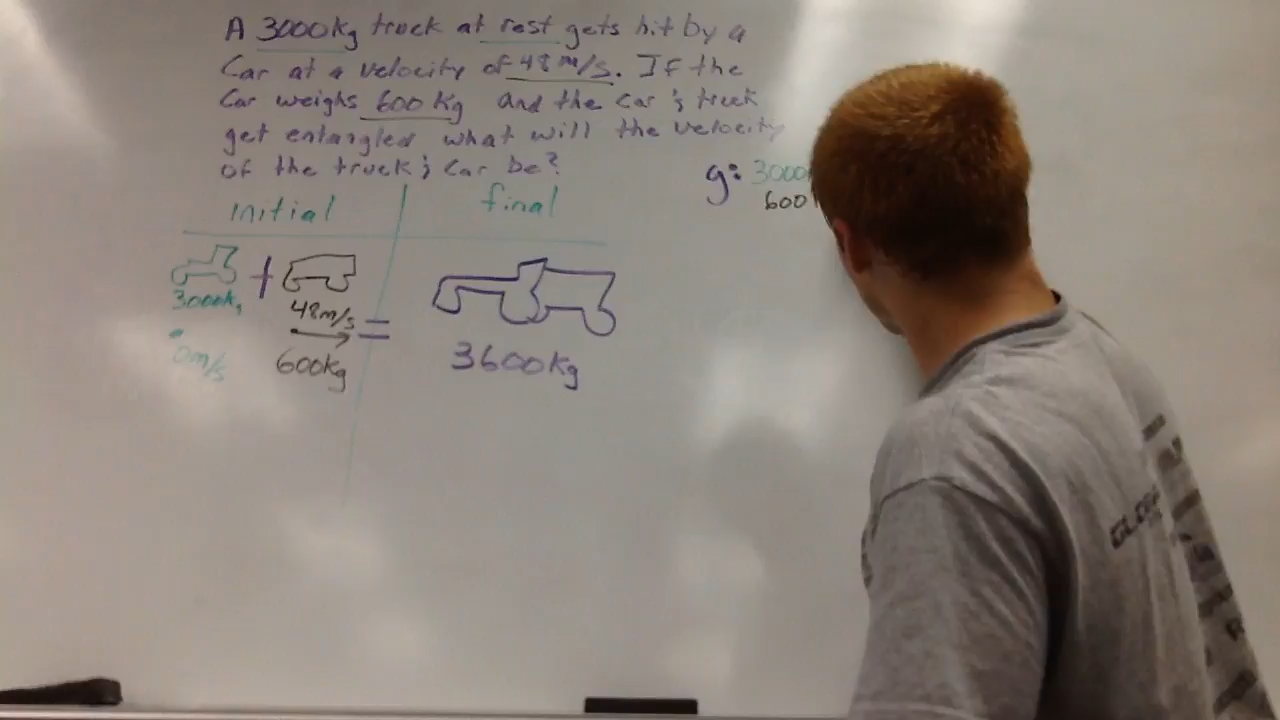 A 3000kg truck at rest gets hit by a
Car at a velocity of 48 m/s. If the
Car weighs 600 kg and the car & truck
get entangled what will the velocity
of the truck & car be?
g: 3000
600
initial final
+
3000kg
48m/s
=
0m/s
600kg
3600kg